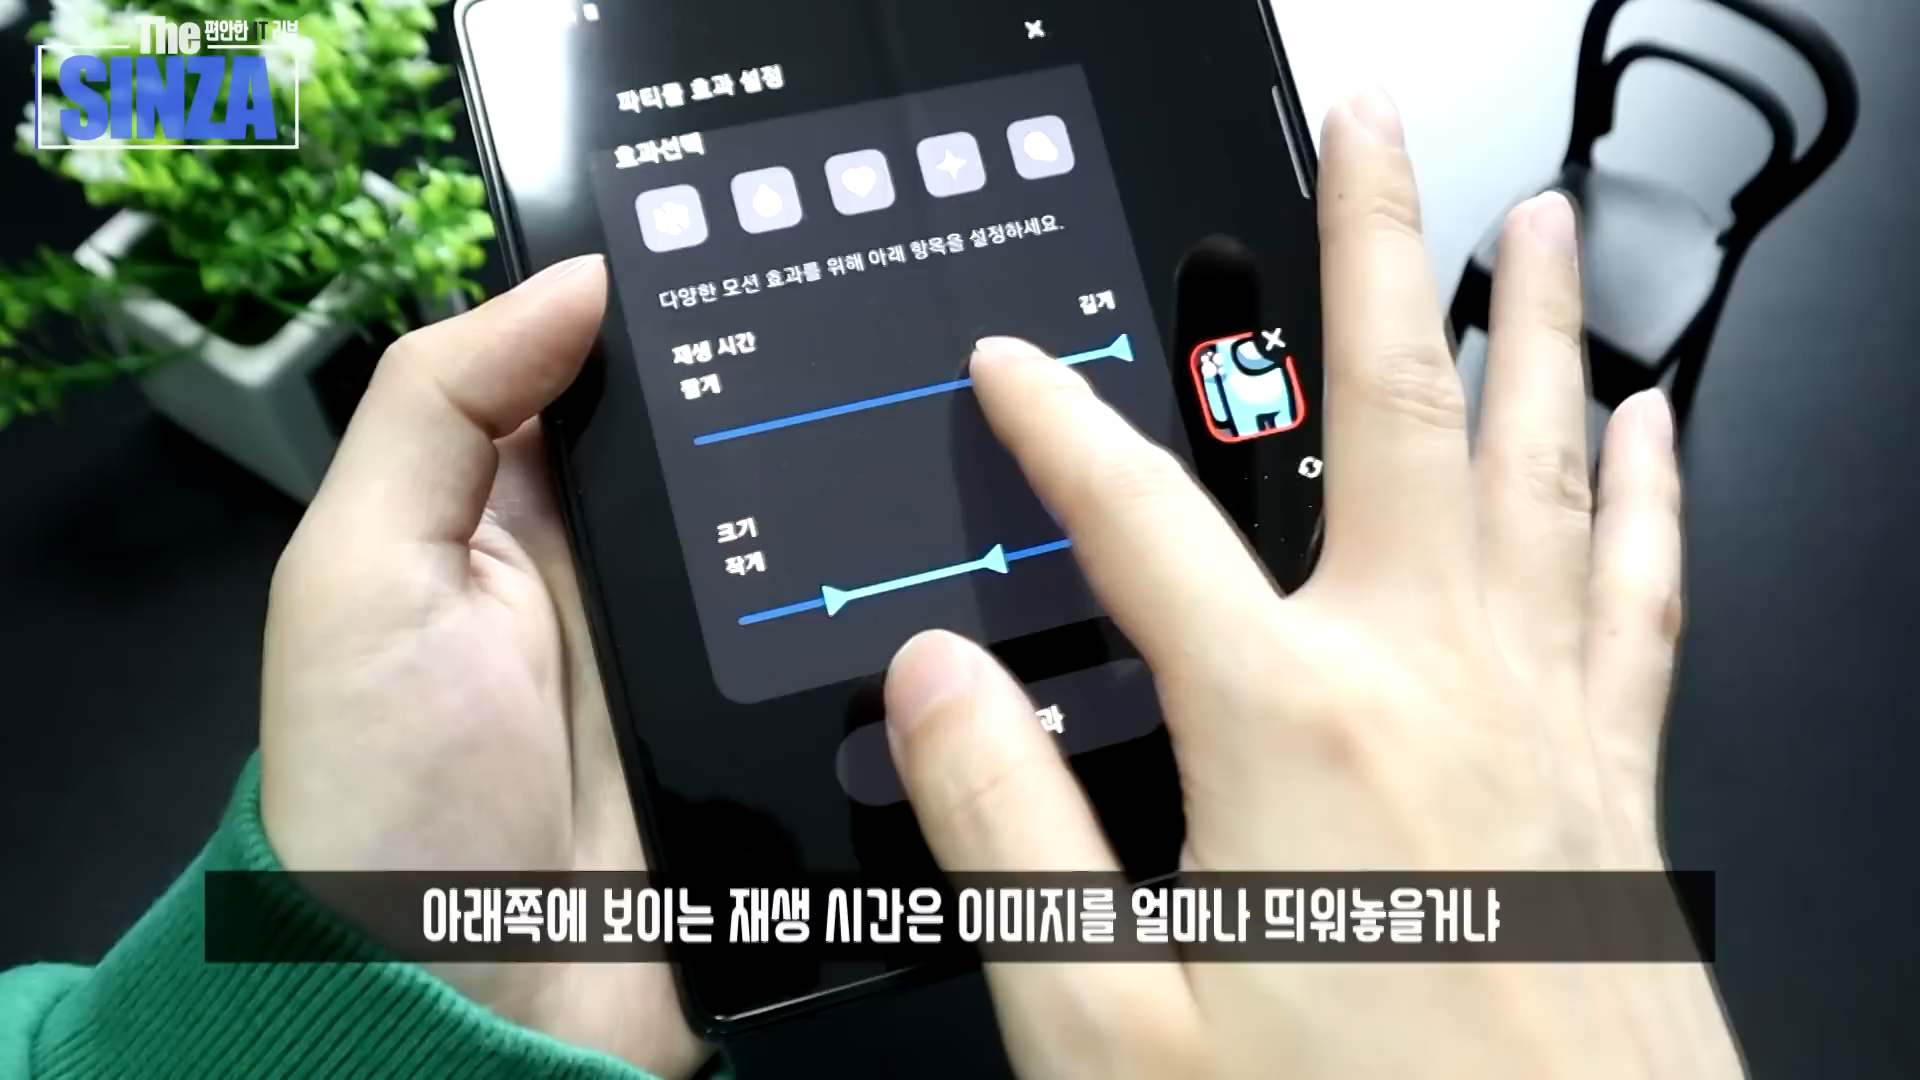 The 편안한 IT 리뷰
SINZA
파티클 효과 설정
효과선택
다양한 모션 효과를 위해 아래 항목을 설정하세요.
재생 시간
짧게
길게
크기
작게
과
아래쪽에 보이는 재생 시간은 이미지를 얼마나 띄워놓을거냐